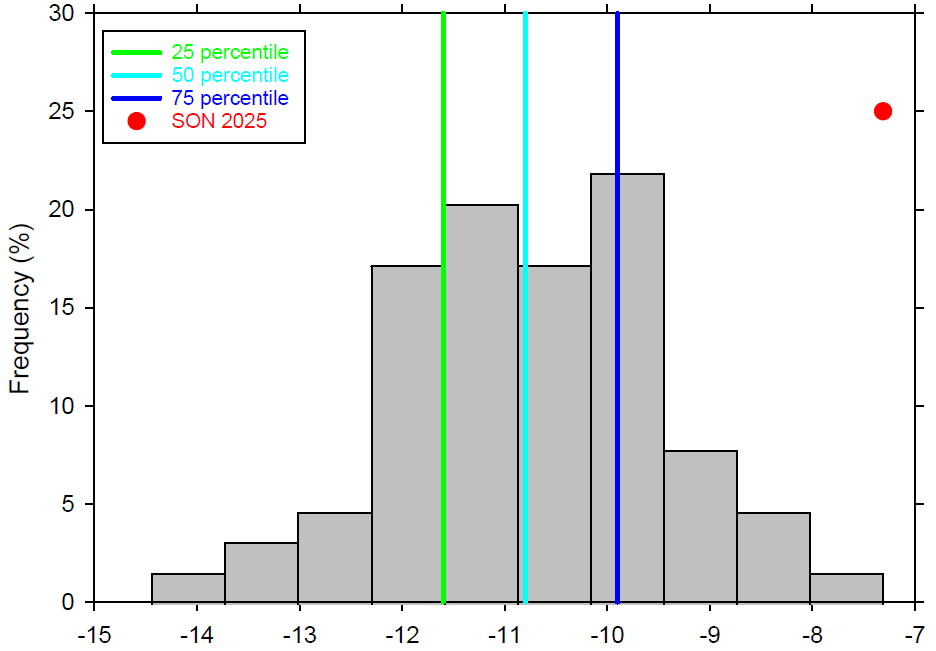 30
25
20
15
10
5
0
Frequency (%)
25 percentile
50 percentile
75 percentile
SON 2025
-15 -14 -13 -12 -11 -10 -9 -8 -7